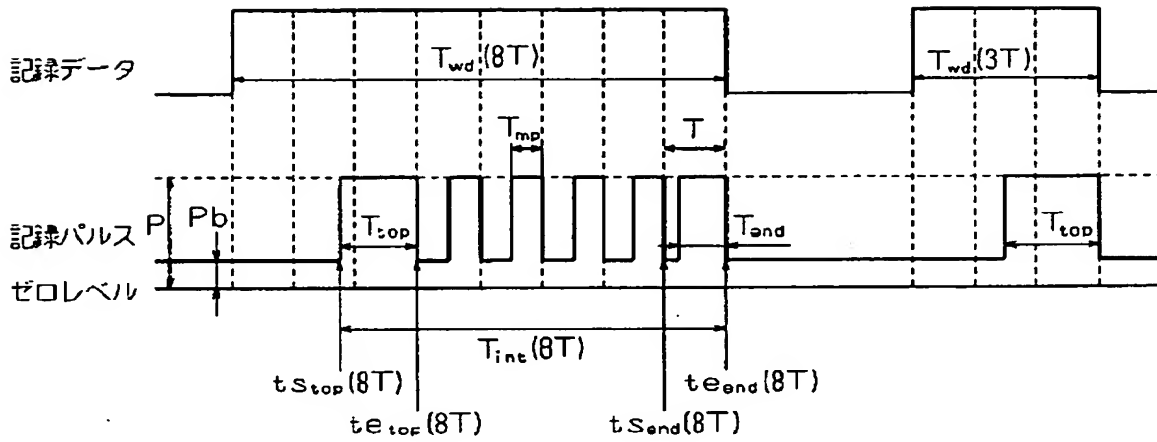 記録データ
Twd(8T)
Twd(3T)
Tmp
T
P
Pb
記録パルス
Ttop
Tend
Ttop
ゼロレベル
Tint(8T)
tstop(8T)
teend(8T)
tetop(8T)
tsend(8T)